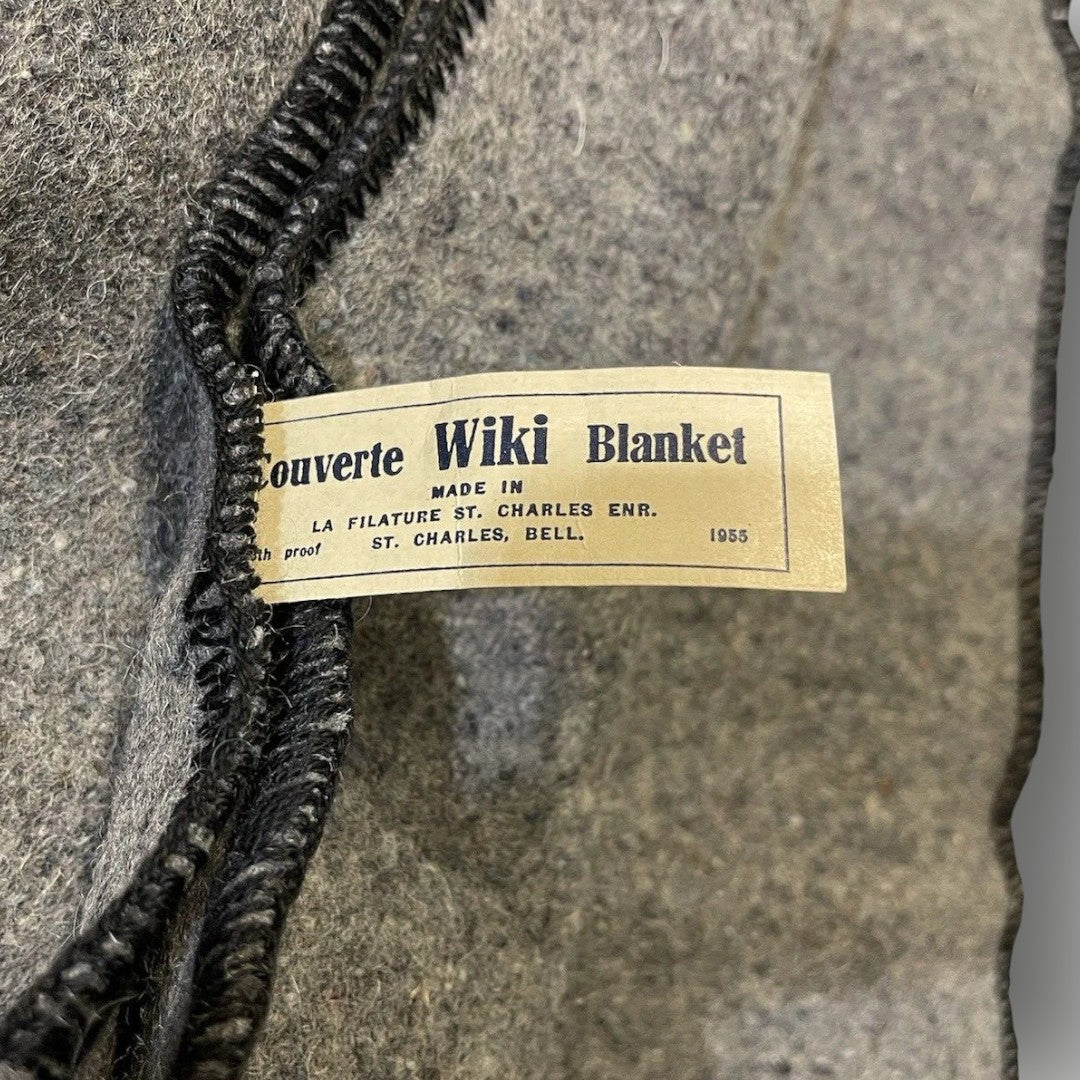 Couverte Wiki Blanket
MADE IN
LA FILATURE ST. CHARLES ENR.
proof ST. CHARLES, BELL. 1955